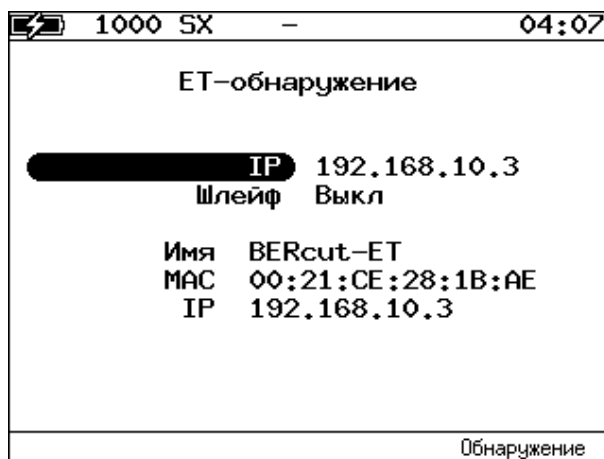 1000 SX – 04:07
ET-обнаружение
IP 192.168.10.3
Шлейф Выкл
Имя BERcut-ET
MAC 00:21:CE:28:1B:AE
IP 192.168.10.3
Обнаружение